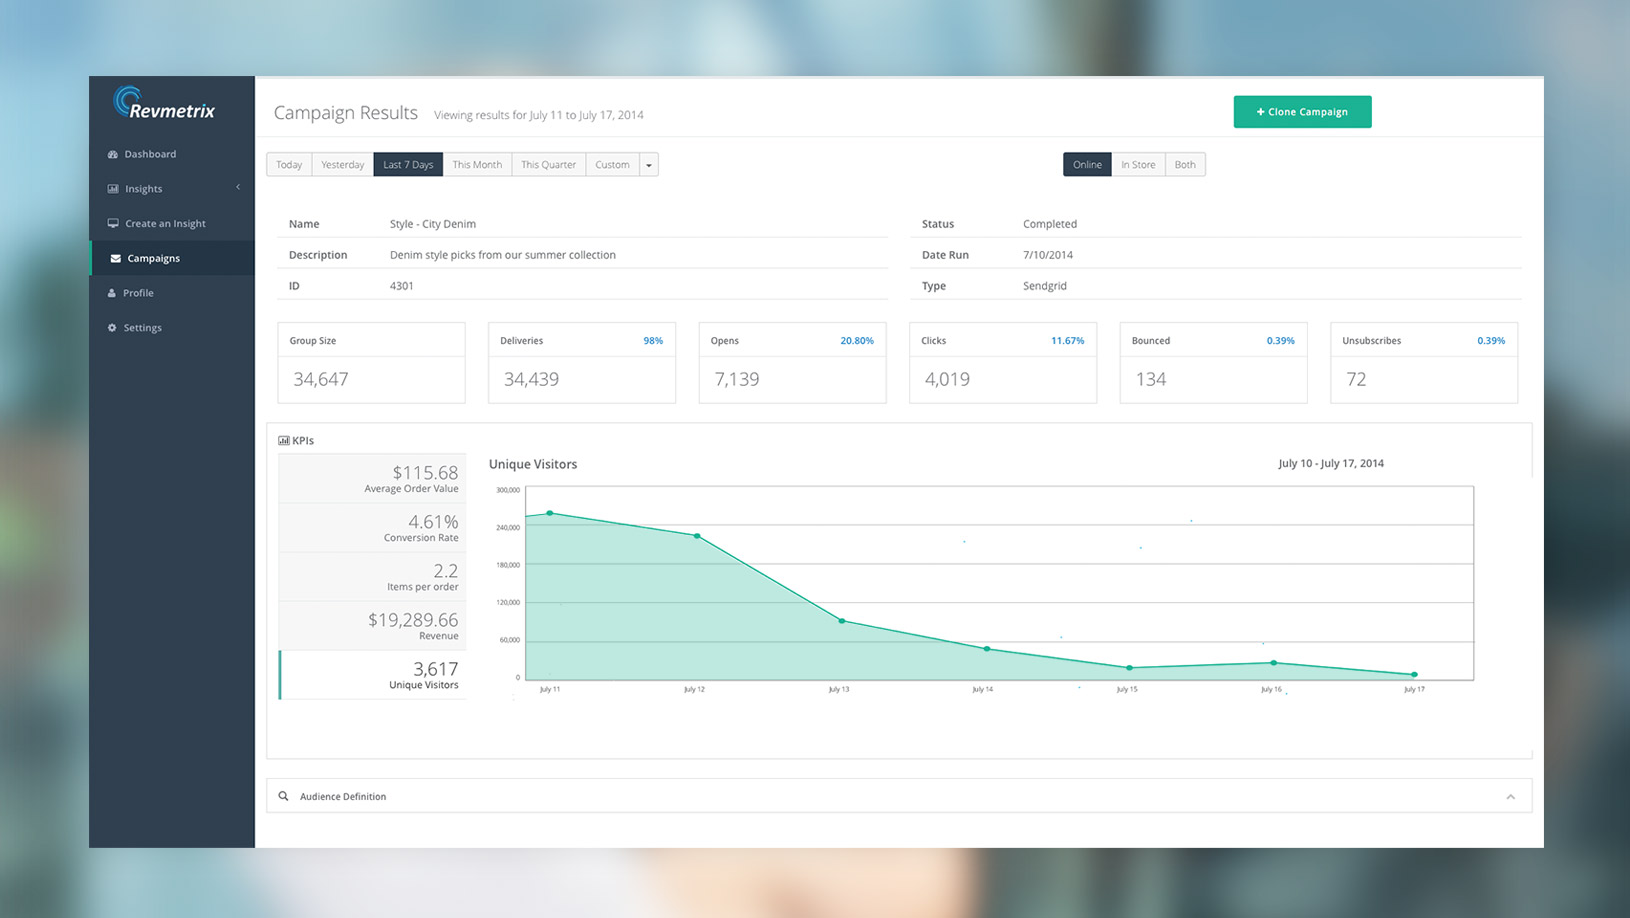 Revmetrix
Dashboard
Insights
Create an Insight
Campaigns
Profile
Settings
Campaign Results Viewing results for July 11 to July 17, 2014
+ Clone Campaign
Today Yesterday Last 7 Days This Month This Quarter Custom
Online In Store Both
Name Style - City Denim
Description Denim style picks from our summer collection
ID 4301
Status Completed
Date Run 7/10/2014
Type Sendgrid
Group Size
34,647
Deliveries 98%
34,439
Opens 20.80%
7,139
Clicks 11.67%
4,019
Bounced 0.39%
134
Unsubscribes 0.39%
72
KPIs
$115.68
Average Order Value
4.61%
Conversion Rate
2.2
Items per order
$19,289.66
Revenue
3,617
Unique Visitors
Unique Visitors July 10 - July 17, 2014
300,000
240,000
180,000
120,000
60,000
0
July 11 July 12 July 13 July 14 July 15 July 16 July 17
Audience Definition